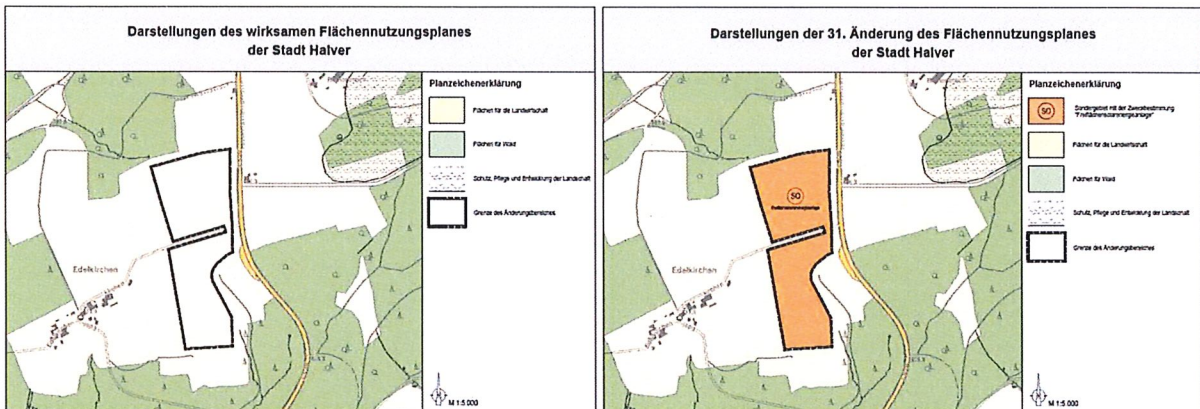 Darstellungen des wirksamen Flächennutzungsplanes
der Stadt Halver
Planzeichenerklärung
Flächen für die Landwirtschaft
Flächen für Wald
Schutz, Pflege und Entwicklung der Landschaft
Grenze des Änderungsbereiches
Edelkirchen
M 1:5 000
Darstellungen der 31. Änderung des Flächennutzungsplanes
der Stadt Halver
Planzeichenerklärung
SO
Sondergebiet mit der Zweckbestimmung
"Freiflächensolarenergieanlage"
Flächen für die Landwirtschaft
Flächen für Wald
Schutz, Pflege und Entwicklung der Landschaft
Grenze des Änderungsbereiches
SO
Edelkirchen
M 1:5 000